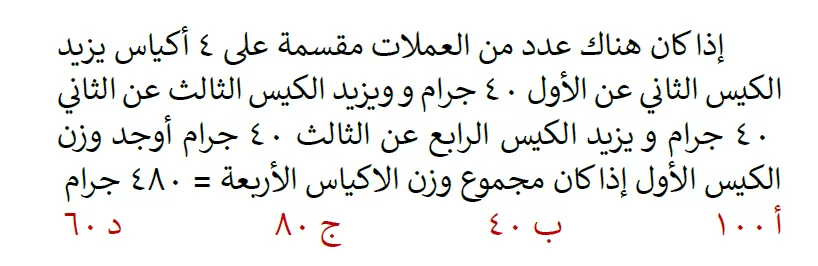 إذا كان هناك عدد من العملات مقسمة على ٤ أكياس يزيد
الكيس الثاني عن الأول ٤٠ جرام و ويزيد الكيس الثالث عن الثاني
٤٠ جرام و يزيد الكيس الرابع عن الثالث ٤٠ جرام أوجد وزن
الكيس الأول إذا كان مجموع وزن الاكياس الأربعة = ٤٨٠ جرام
أ ١٠٠ ب ٤٠ ج ٨٠ د ٦٠